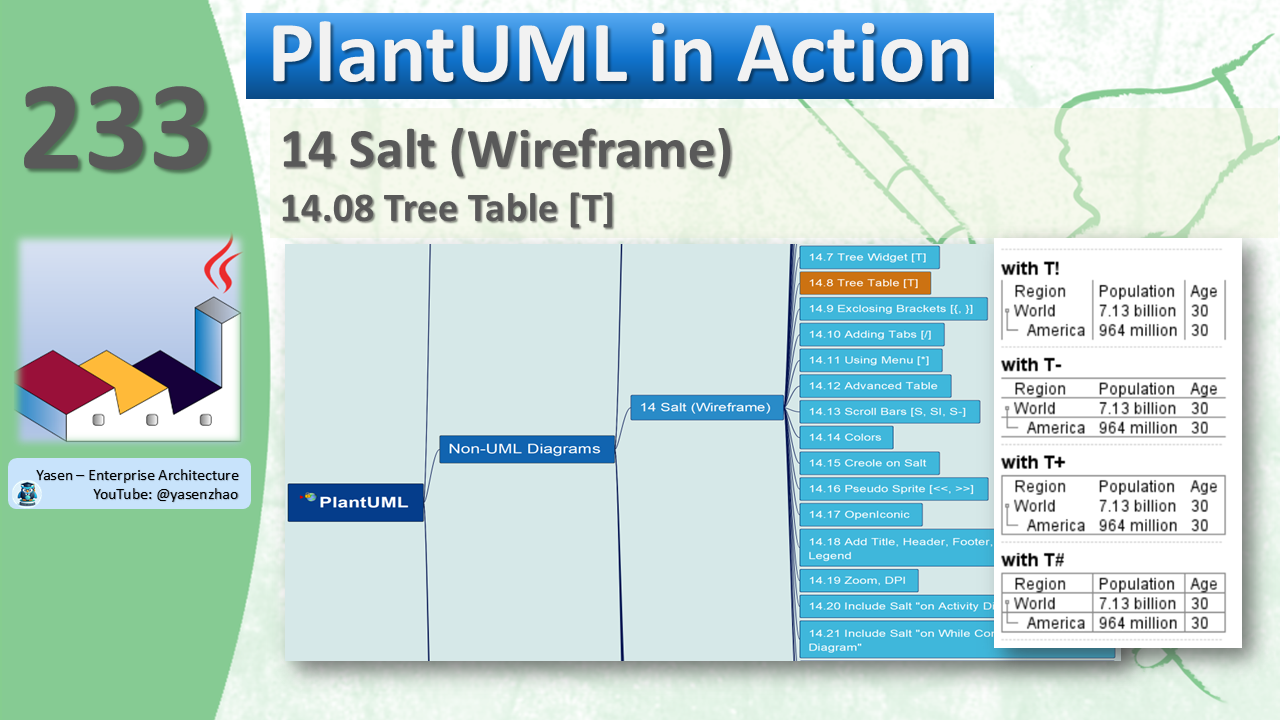 PlantUML in Action
233
14 Salt (Wireframe)
14.08 Tree Table [T]
Yasen – Enterprise Architecture
YouTube: @yasenzhao
PlantUML
Non-UML Diagrams
14 Salt (Wireframe)
14.7 Tree Widget [T]
14.8 Tree Table [T]
14.9 Exclosing Brackets [{, }]
14.10 Adding Tabs [/]
14.11 Using Menu [*]
14.12 Advanced Table
14.13 Scroll Bars [S, SI, S-]
14.14 Colors
14.15 Creole on Salt
14.16 Pseudo Sprite [<<, >>]
14.17 OpenIconic
14.18 Add Title, Header, Footer,
Legend
14.19 Zoom, DPI
14.20 Include Salt "on Activity Di
14.21 Include Salt "on While Con
Diagram"
with T!
Region Population Age
World 7.13 billion 30
America 964 million 30
with T-
Region Population Age
World 7.13 billion 30
America 964 million 30
with T+
Region Population Age
World 7.13 billion 30
America 964 million 30
with T#
Region Population Age
World 7.13 billion 30
America 964 million 30